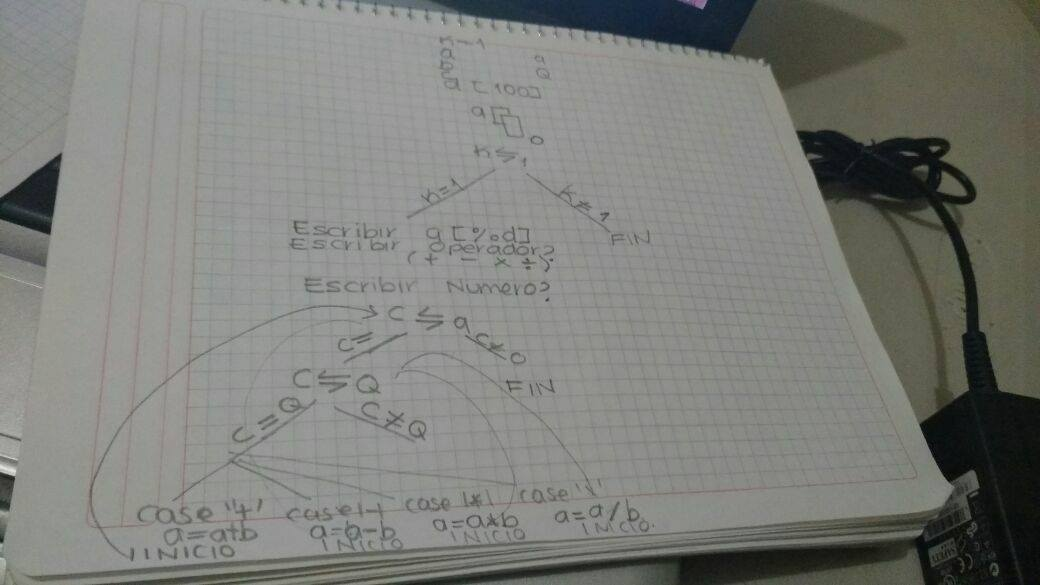 K=1
a
a
b
Q
a [100]
a
0
K ⇆ 1
K=1
K≠1
FIN
Escribir a [%d]
Escribir, Operador?
(+ - × ÷)
Escribir Numero?
C ⇆ a
C=
C≠
0
FIN
C ⇆ Q
C=Q
C≠Q
case '+' case '-' case '*' case '/'
a=a+b a=a-b a=a*b a=a/b
INICIO INICIO INICIO INICIO.